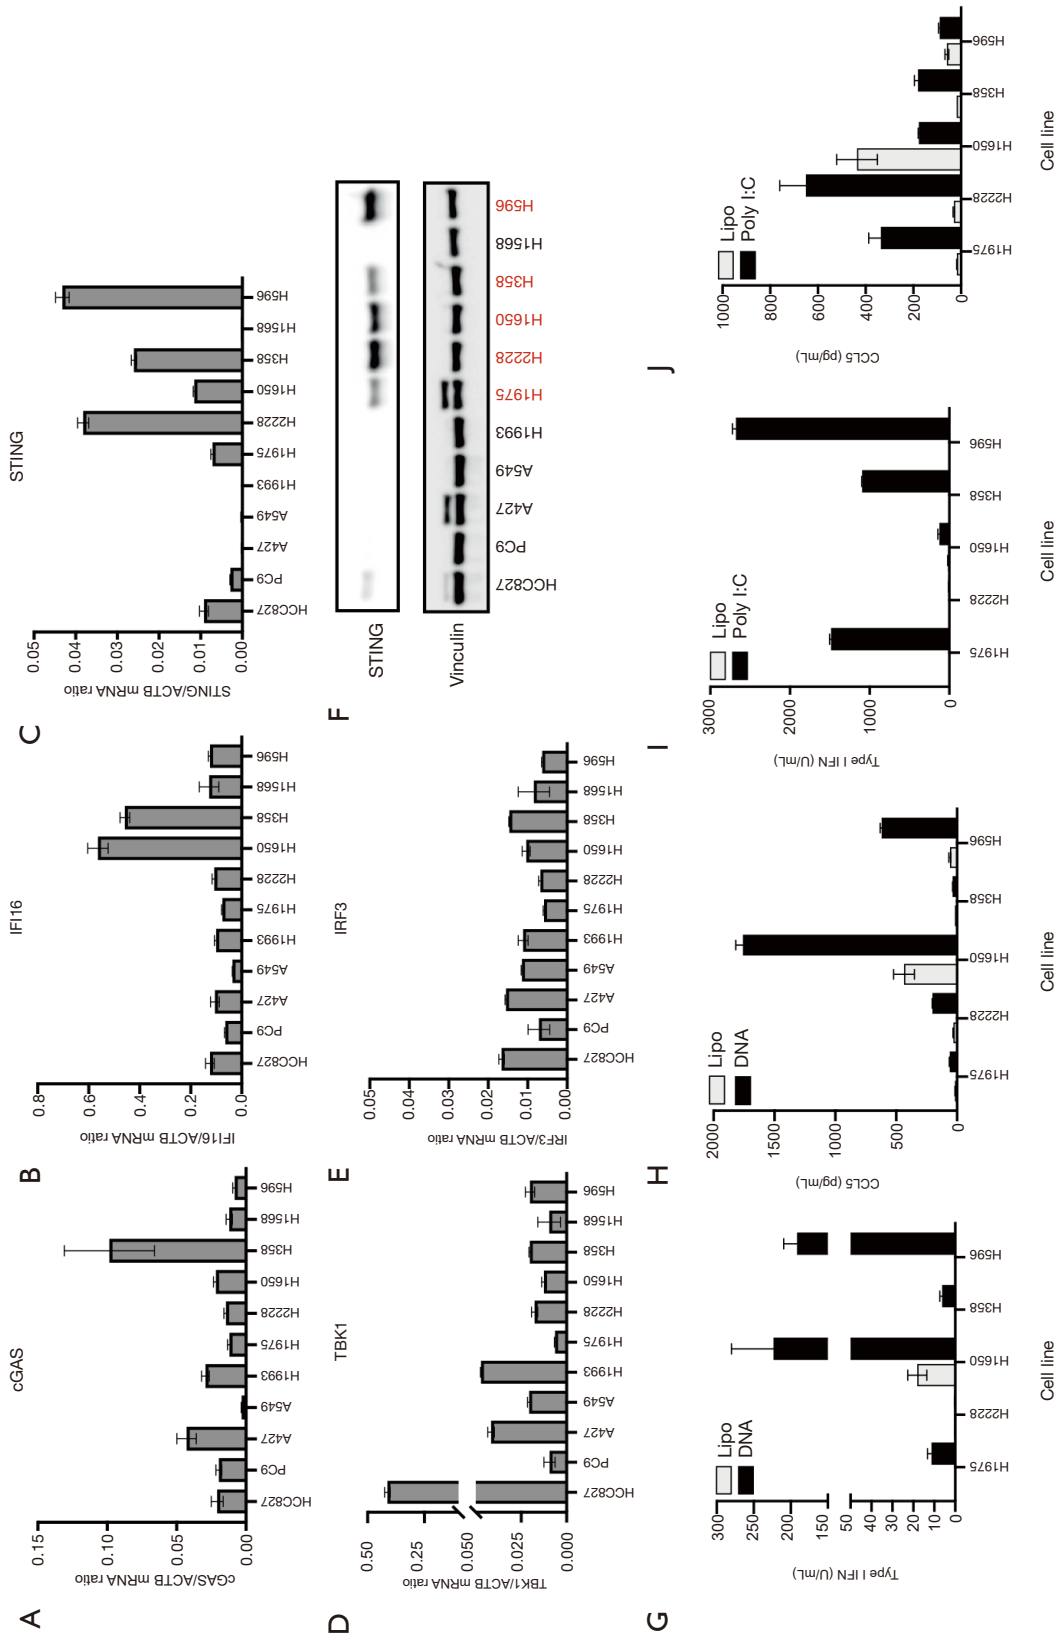 A
cGAS
cGAS/ACTB mRNA ratio
0.15
0.10
0.05
0.00
HCC827
PC9
A427
A549
H1993
H1975
H2228
H1650
H358
H1568
H596
B
IFI16
IFI16/ACTB mRNA ratio
0.8
0.6
0.4
0.2
0.0
HCC827
PC9
A427
A549
H1993
H1975
H2228
H1650
H358
H1568
H596
C
STING
STING/ACTB mRNA ratio
0.05
0.04
0.03
0.02
0.01
0.00
HCC827
PC9
A427
A549
H1993
H1975
H2228
H1650
H358
H1568
H596
D
TBK1
TBK1/ACTB mRNA ratio
0.50
0.25
0.050
0.025
0.000
HCC827
PC9
A427
A549
H1993
H1975
H2228
H1650
H358
H1568
H596
E
IRF3
IRF3/ACTB mRNA ratio
0.05
0.04
0.03
0.02
0.01
0.00
HCC827
PC9
A427
A549
H1993
H1975
H2228
H1650
H358
H1568
H596
F
STING
Vinculin
HCC827
PC9
A427
A549
H1993
H1975
H2228
H1650
H358
H1568
H596
G
Lipo
DNA
Type I IFN (U/mL)
300
250
200
150
50
40
30
20
10
0
H1975
H2228
H1650
H358
H596
Cell line
H
Lipo
DNA
CCL5 (pg/mL)
2000
1500
1000
500
0
H1975
H2228
H1650
H358
H596
Cell line
I
Lipo
Poly I:C
Type I IFN (U/mL)
3000
2000
1000
0
H1975
H2228
H1650
H358
H596
Cell line
J
Lipo
Poly I:C
CCL5 (pg/mL)
1000
800
600
400
200
0
H1975
H2228
H1650
H358
H596
Cell line